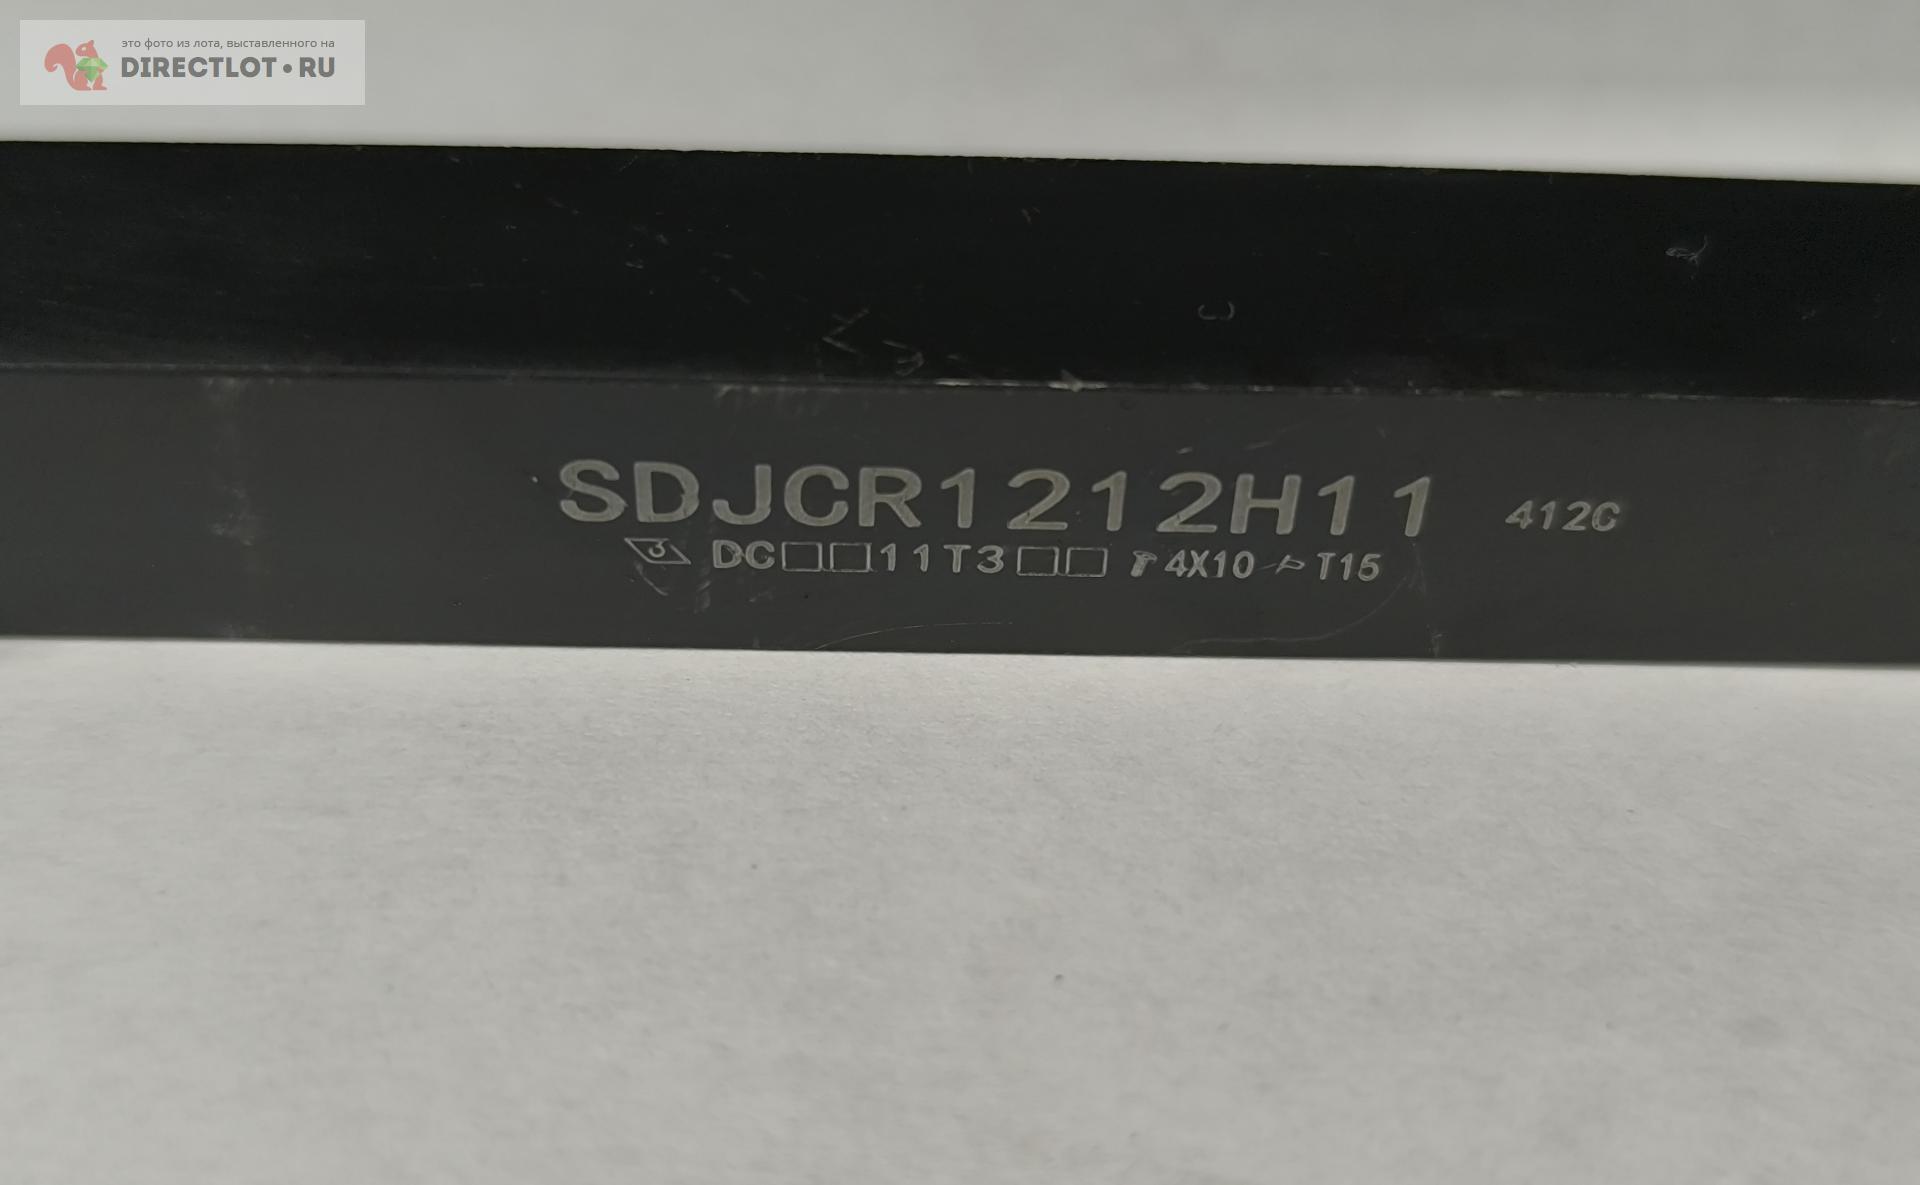 это фото из лота, выставленного на
DIRECTLOT•RU
SDJCR1212H11 412C
DC□□11T3□□ 4X10 T15